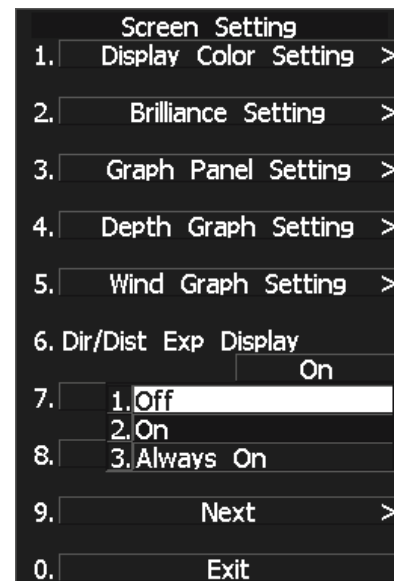 Screen Setting
1. Display Color Setting >
2. Brilliance Setting >
3. Graph Panel Setting >
4. Depth Graph Setting >
5. Wind Graph Setting >
6. Dir/Dist Exp Display
On
7.
1. Off
2. On
8.
3. Always On
9. Next >
0. Exit